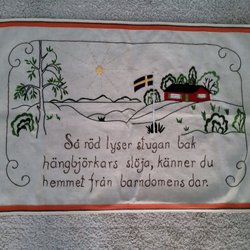 Så röd lyser stugan bak
hängbjörkars slöja, känner du
hemmet från barndomens dar.